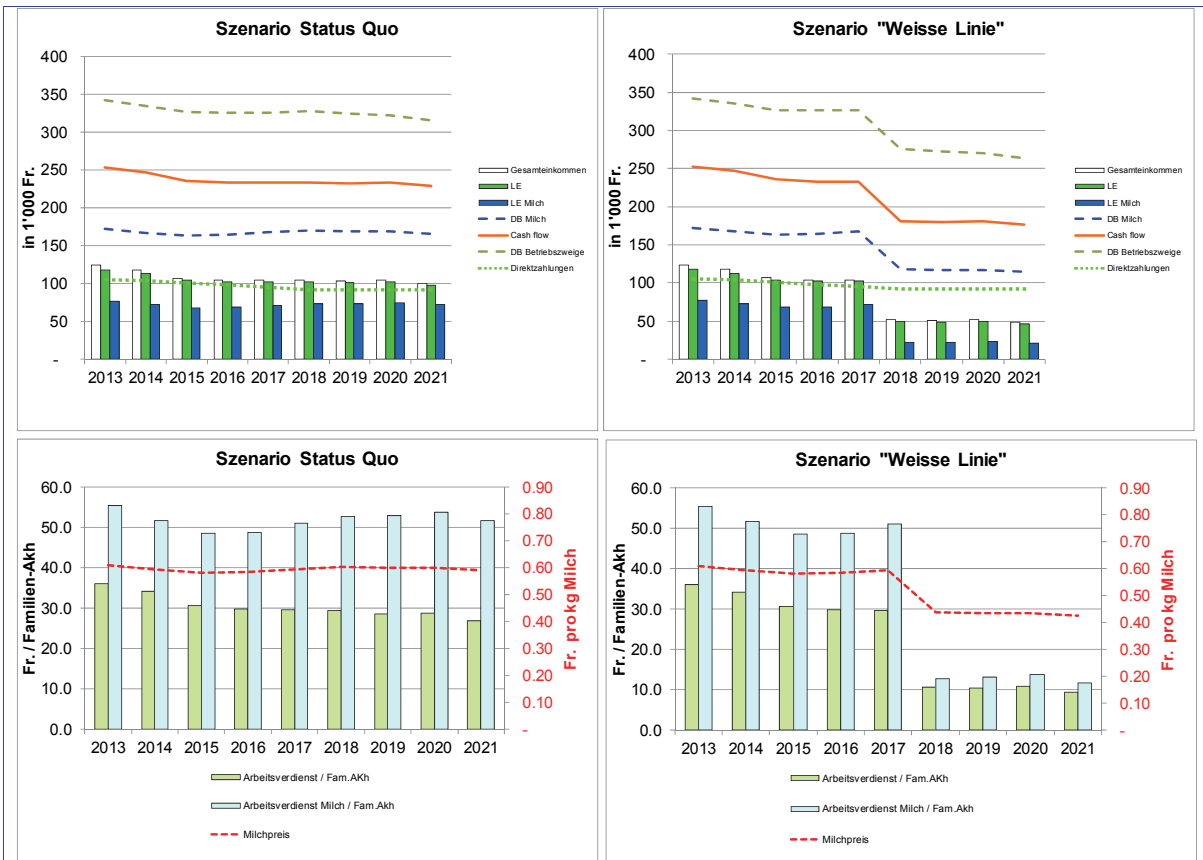 Szenario Status Quo
400
350
300
250
200
150
100
50
-
in 1'000 Fr.
2013 2014 2015 2016 2017 2018 2019 2020 2021
Gesamteinkommen
LE
LE Milch
DB Milch
Cash flow
DB Betriebszweige
Direktzahlungen
Szenario "Weisse Linie"
400
350
300
250
200
150
100
50
-
2013 2014 2015 2016 2017 2018 2019 2020 2021
Gesamteinkommen
LE
LE Milch
DB Milch
Cash flow
DB Betriebszweige
Direktzahlungen
Szenario Status Quo
60.0
50.0
40.0
30.0
20.0
10.0
0.0
Fr. / Familien-Akh
0.90
0.80
0.70
0.60
0.50
0.40
0.30
0.20
0.10
-
Fr. pro kg Milch
2013 2014 2015 2016 2017 2018 2019 2020 2021
Arbeitsverdienst / Fam.AKh
Arbeitsverdienst Milch / Fam.Akh
Milchpreis
Szenario "Weisse Linie"
60.0
50.0
40.0
30.0
20.0
10.0
0.0
Fr. / Familien-Akh
0.90
0.80
0.70
0.60
0.50
0.40
0.30
0.20
0.10
-
Fr. pro kg Milch
2013 2014 2015 2016 2017 2018 2019 2020 2021
Arbeitsverdienst / Fam.AKh
Arbeitsverdienst Milch / Fam.Akh
Milchpreis